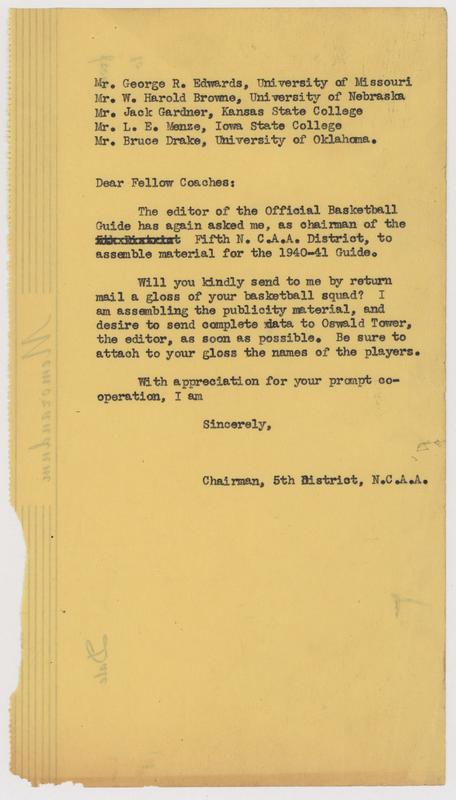 Mr. George R. Edwards, University of Missouri
Mr. W. Harold Browne, University of Nebraska
Mr. Jack Gardner, Kansas State College
Mr. L. E. Menze, Iowa State College
Mr. Bruce Drake, University of Oklahoma.
Dear Fellow Coaches:
The editor of the Official Basketball
Guide has again asked me, as chairman of the
Fifth N. C.A.A. District, to
assemble material for the 1940-41 Guide.
Will you kindly send to me by return
mail a gloss of your basketball squad? I
am assembling the publicity material, and
desire to send complete data to Oswald Tower,
the editor, as soon as possible. Be sure to
attach to your gloss the names of the players.
With appreciation for your prompt co-
operation, I am
Sincerely,
Chairman, 5th District, N.C.A.A.
Memorandum
Date